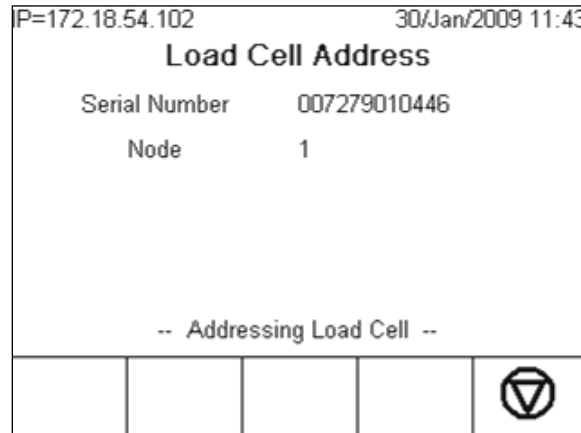 IP=172.18.54.102 30/Jan/2009 11:43
Load Cell Address
Serial Number 007279010446
Node 1
-- Addressing Load Cell --